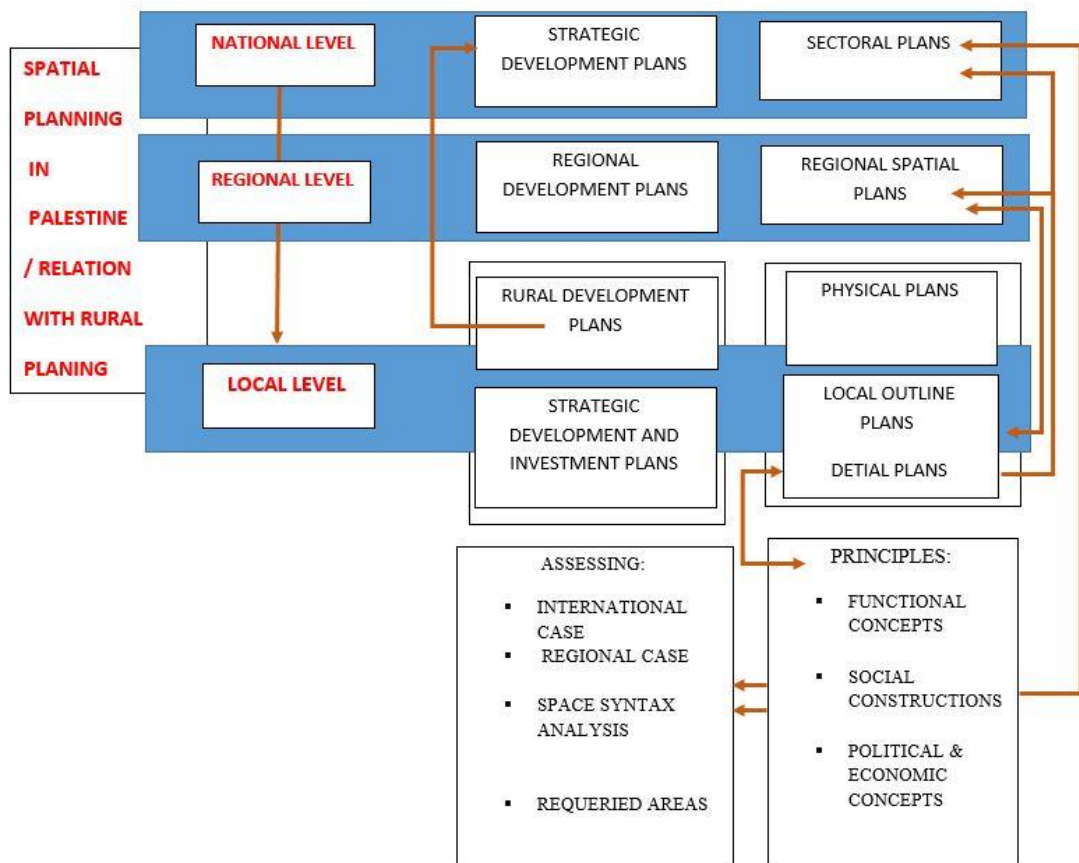 SPATIAL
PLANNING
IN
PALESTINE
/ RELATION
WITH RURAL
PLANING
NATIONAL LEVEL
STRATEGIC
DEVELOPMENT PLANS
SECTORAL PLANS
REGIONAL LEVEL
REGIONAL
DEVELOPMENT PLANS
REGIONAL SPATIAL
PLANS
RURAL DEVELOPMENT
PLANS
PHYSICAL PLANS
LOCAL LEVEL
STRATEGIC
DEVELOPMENT AND
INVESTMENT PLANS
LOCAL OUTLINE
PLANS
DETIAL PLANS
ASSESSING:
▪ INTERNATIONAL
CASE
▪ REGIONAL CASE
▪ SPACE SYNTAX
ANALYSIS
▪ REQUERIED AREAS
PRINCIPLES:
▪ FUNCTIONAL
CONCEPTS
▪ SOCIAL
CONSTRUCTIONS
▪ POLITICAL &
ECONOMIC
CONCEPTS